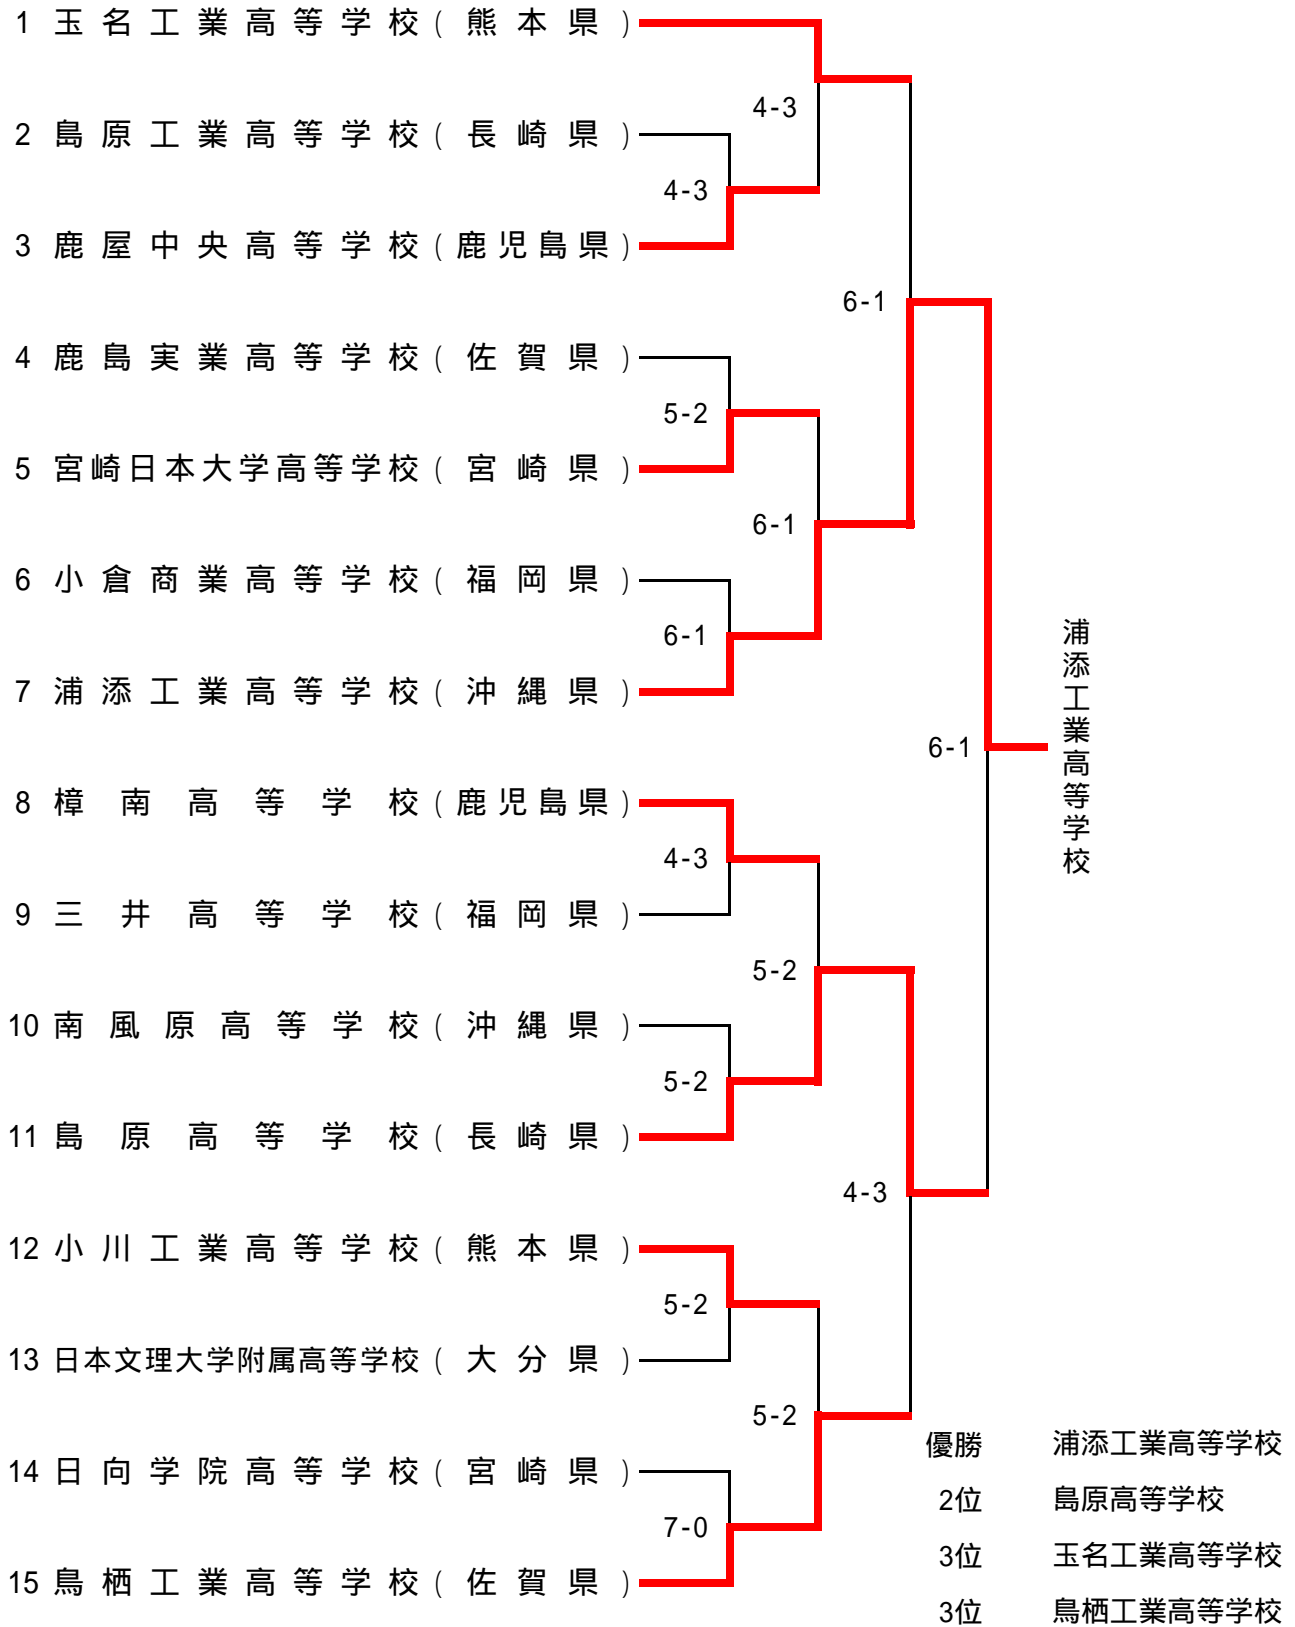 1 玉名工業高等学校(熊本県)
4-3
2 島原工業高等学校(長崎県)
4-3
3 鹿屋中央高等学校(鹿児島県)
6-1
4 鹿島実業高等学校(佐賀県)
5-2
5 宮崎日本大学高等学校(宮崎県)
6-1
6 小倉商業高等学校(福岡県)
6-1
7 浦添工業高等学校(沖縄県)
浦添工業高等学校
6-1
8 樟南高等学校(鹿児島県)
4-3
9 三井高等学校(福岡県)
5-2
10 南風原高等学校(沖縄県)
5-2
11 島原高等学校(長崎県)
4-3
12 小川工業高等学校(熊本県)
5-2
13 日本文理大学附属高等学校(大分県)
5-2
14 日向学院高等学校(宮崎県)
7-0
15 鳥栖工業高等学校(佐賀県)
優勝 浦添工業高等学校
2位 島原高等学校
3位 玉名工業高等学校
3位 鳥栖工業高等学校